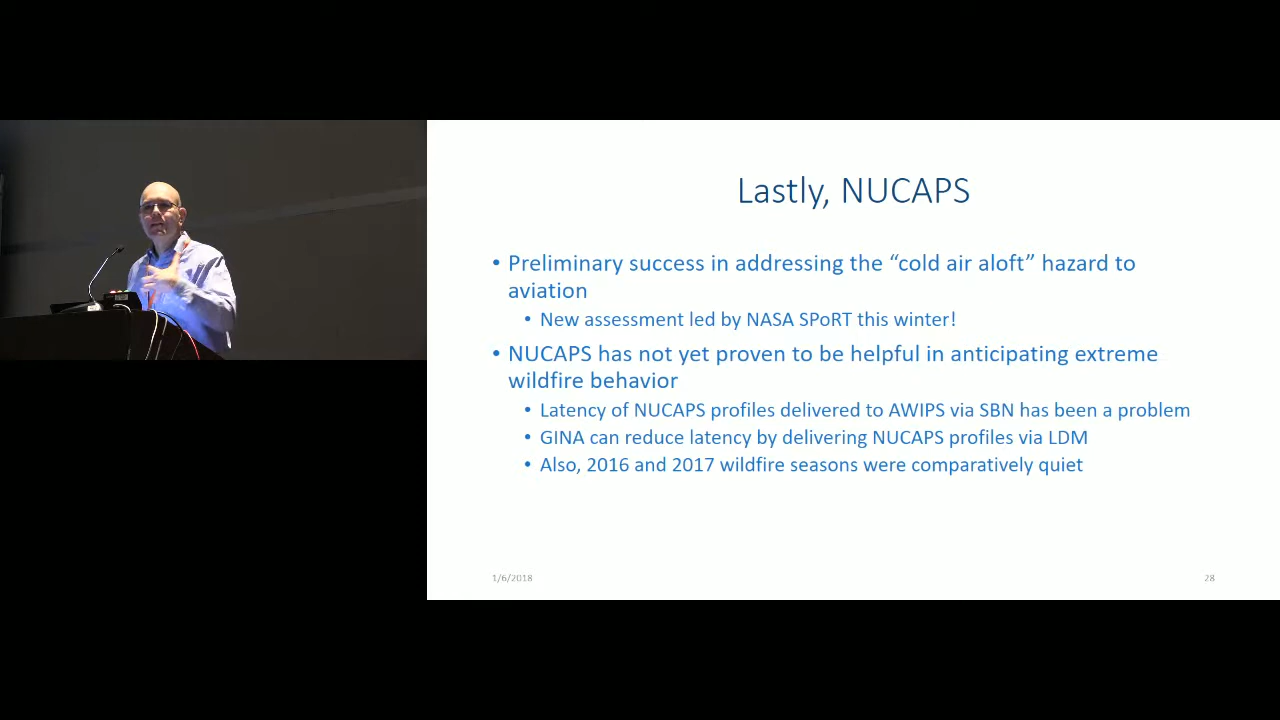 Lastly, NUCAPS
• Preliminary success in addressing the “cold air aloft” hazard to
aviation
• New assessment led by NASA SPoRT this winter!
• NUCAPS has not yet proven to be helpful in anticipating extreme
wildfire behavior
• Latency of NUCAPS profiles delivered to AWIPS via SBN has been a problem
• GINA can reduce latency by delivering NUCAPS profiles via LDM
• Also, 2016 and 2017 wildfire seasons were comparatively quiet
1/6/2018
28